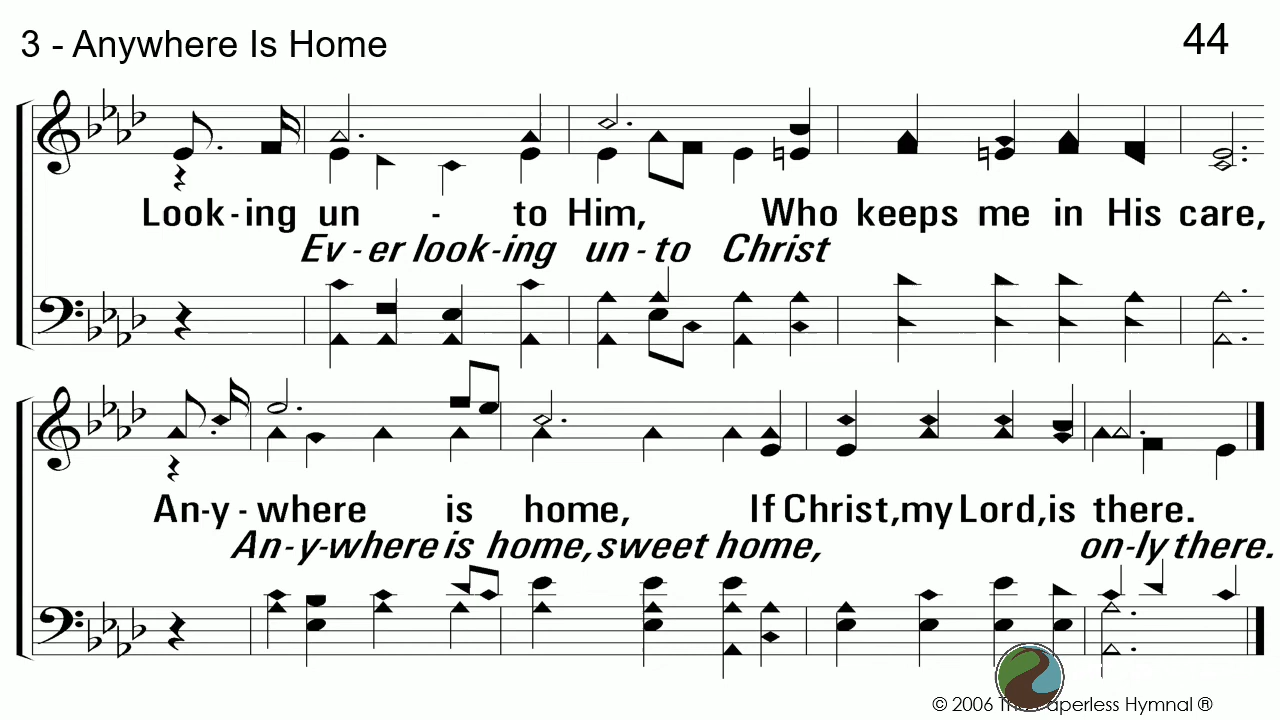 3 - Anywhere Is Home 44
Look - ing un - to Him, Who keeps me in His care,
Ev - er look - ing un - to Christ
An - y - where is home, If Christ, my Lord, is there.
An - y - where is home, sweet home, on - ly there.
© 2006 Paperless Hymnal ®